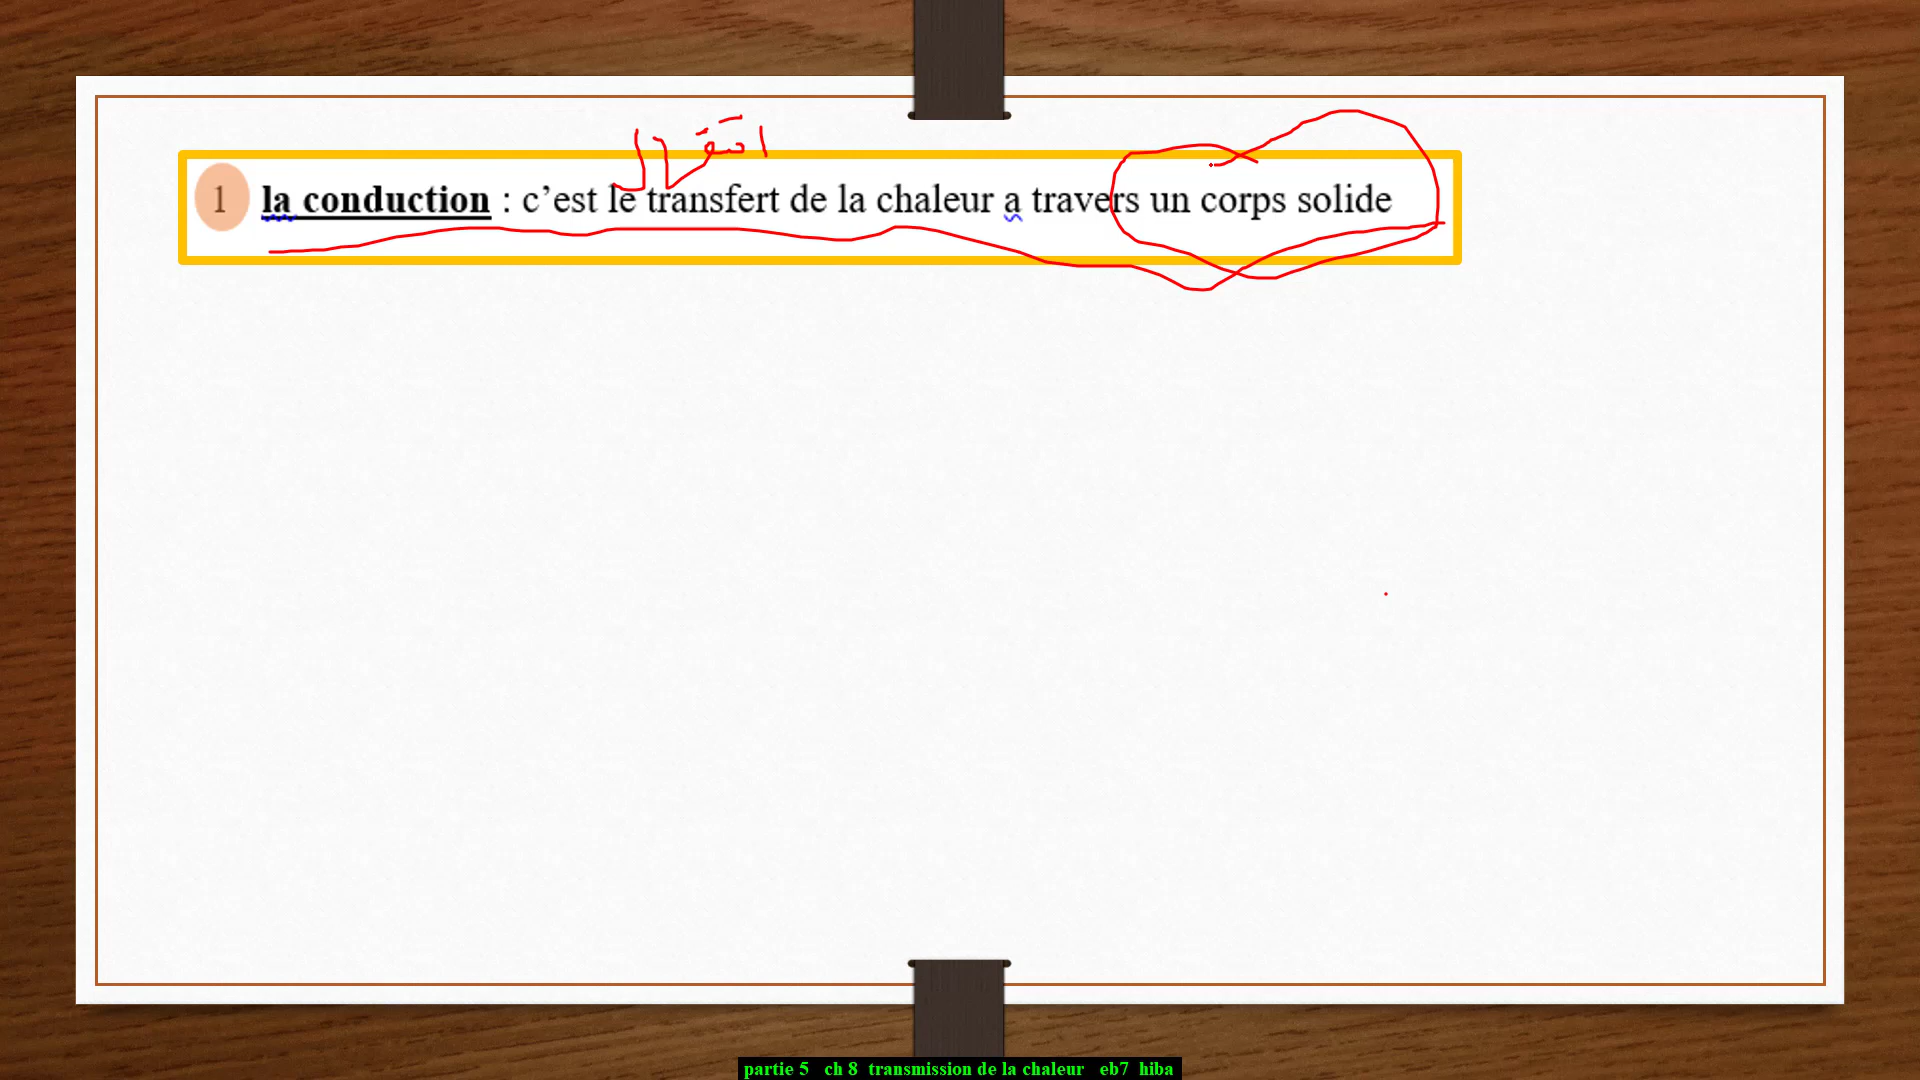 انتقال
1 la conduction : c’est le transfert de la chaleur a travers un corps solide
partie 5 ch 8 transmission de la chaleur eb7 hiba